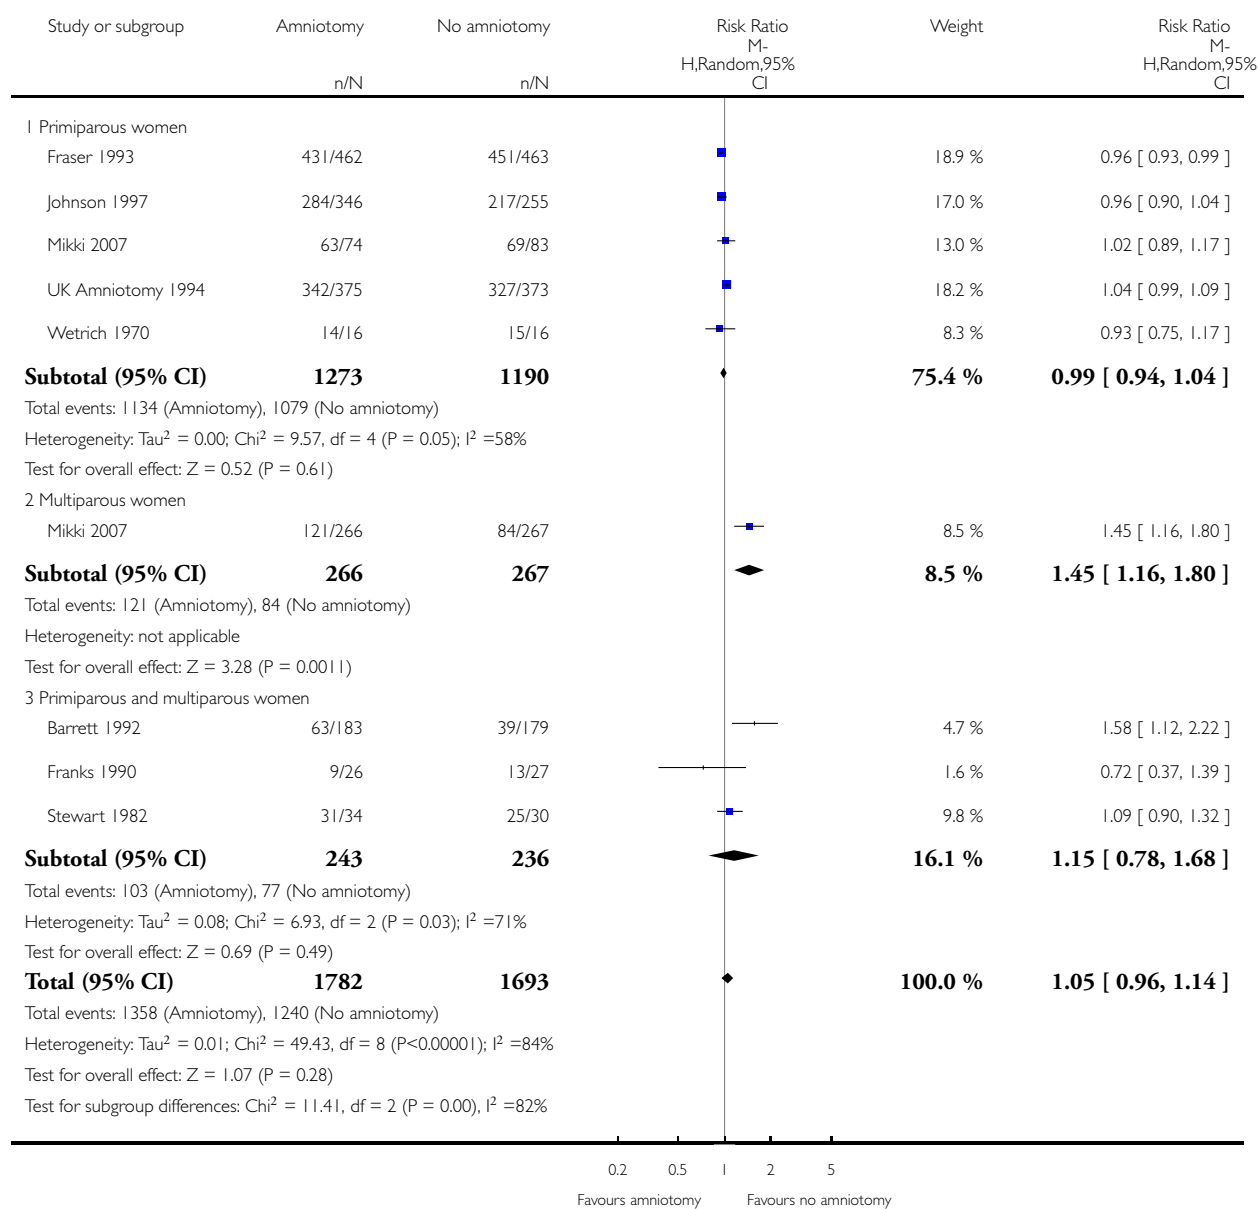 Study or subgroup Amniotomy No amniotomy Risk Ratio Weight Risk Ratio
M- M-
H,Random,95% H,Random,95%
n/N n/N CI CI
1 Primiparous women
Fraser 1993 431/462 451/463 18.9 % 0.96 [ 0.93, 0.99 ]
Johnson 1997 284/346 217/255 17.0 % 0.96 [ 0.90, 1.04 ]
Mikki 2007 63/74 69/83 13.0 % 1.02 [ 0.89, 1.17 ]
UK Amniotomy 1994 342/375 327/373 18.2 % 1.04 [ 0.99, 1.09 ]
Wetrich 1970 14/16 15/16 8.3 % 0.93 [ 0.75, 1.17 ]
Subtotal (95% CI) 1273 1190 75.4 % 0.99 [ 0.94, 1.04 ]
Total events: 1134 (Amniotomy), 1079 (No amniotomy)
Heterogeneity: Tau² = 0.00; Chi² = 9.57, df = 4 (P = 0.05); I² =58%
Test for overall effect: Z = 0.52 (P = 0.61)
2 Multiparous women
Mikki 2007 121/266 84/267 8.5 % 1.45 [ 1.16, 1.80 ]
Subtotal (95% CI) 266 267 8.5 % 1.45 [ 1.16, 1.80 ]
Total events: 121 (Amniotomy), 84 (No amniotomy)
Heterogeneity: not applicable
Test for overall effect: Z = 3.28 (P = 0.0011)
3 Primiparous and multiparous women
Barrett 1992 63/183 39/179 4.7 % 1.58 [ 1.12, 2.22 ]
Franks 1990 9/26 13/27 1.6 % 0.72 [ 0.37, 1.39 ]
Stewart 1982 31/34 25/30 9.8 % 1.09 [ 0.90, 1.32 ]
Subtotal (95% CI) 243 236 16.1 % 1.15 [ 0.78, 1.68 ]
Total events: 103 (Amniotomy), 77 (No amniotomy)
Heterogeneity: Tau² = 0.08; Chi² = 6.93, df = 2 (P = 0.03); I² =71%
Test for overall effect: Z = 0.69 (P = 0.49)
Total (95% CI) 1782 1693 100.0 % 1.05 [ 0.96, 1.14 ]
Total events: 1358 (Amniotomy), 1240 (No amniotomy)
Heterogeneity: Tau² = 0.01; Chi² = 49.43, df = 8 (P<0.00001); I² =84%
Test for overall effect: Z = 1.07 (P = 0.28)
Test for subgroup differences: Chi² = 11.41, df = 2 (P = 0.00), I² =82%
0.2 0.5 1 2 5
Favours amniotomy Favours no amniotomy